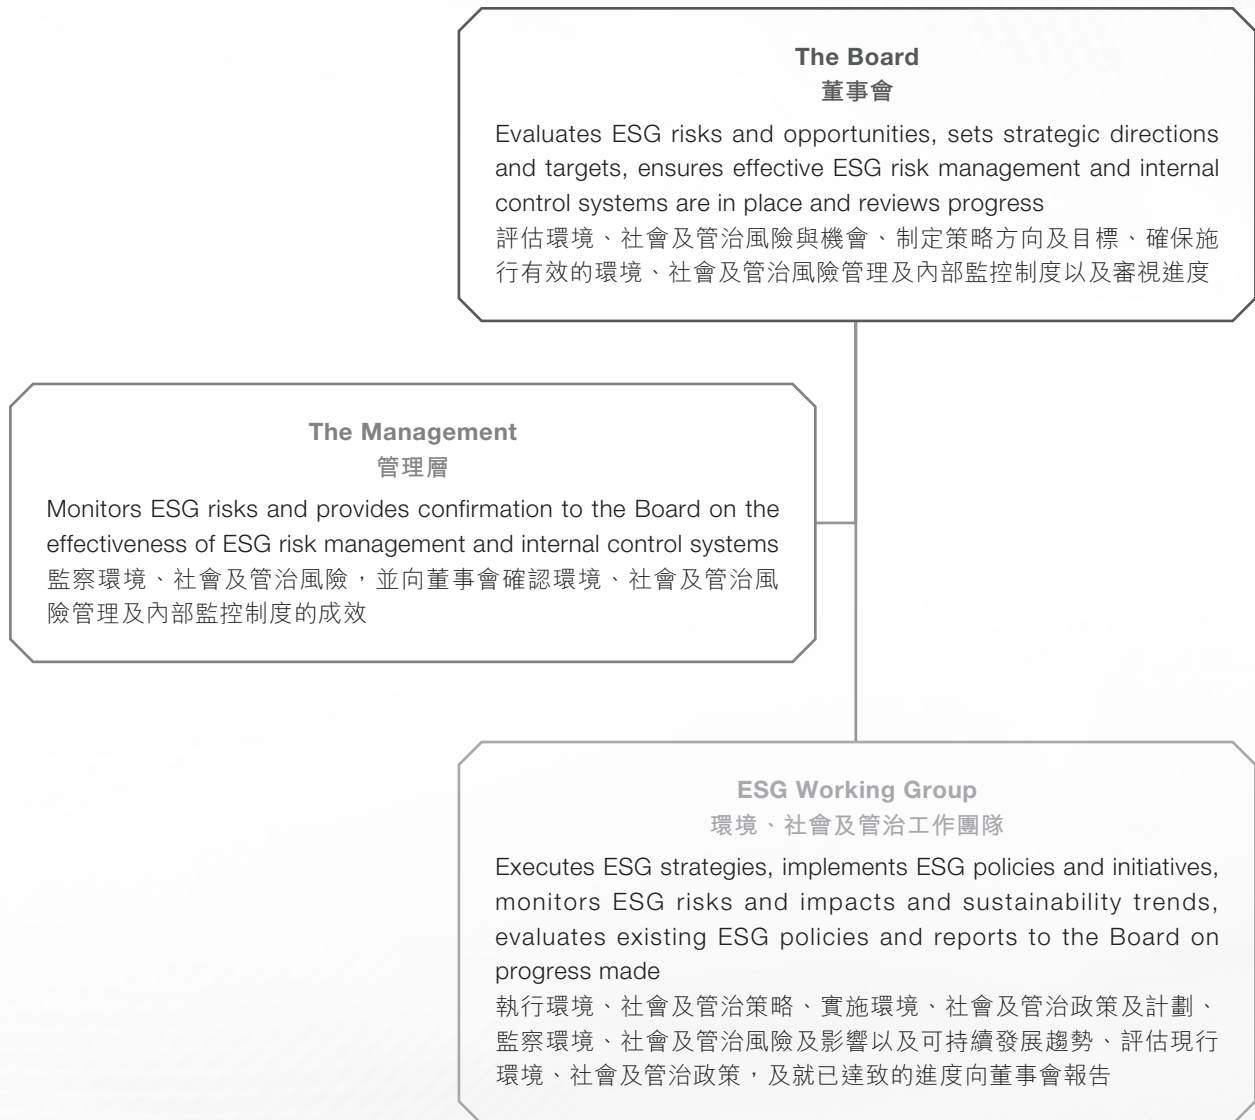 The Board
董事會
Evaluates ESG risks and opportunities, sets strategic directions
and targets, ensures effective ESG risk management and internal
control systems are in place and reviews progress
評估環境、社會及管治風險與機會、制定策略方向及目標、確保施
行有效的環境、社會及管治風險管理及內部監控制度以及審視進度
The Management
管理層
Monitors ESG risks and provides confirmation to the Board on the
effectiveness of ESG risk management and internal control systems
監察環境、社會及管治風險，並向董事會確認環境、社會及管治風
險管理及內部監控制度的成效
ESG Working Group
環境、社會及管治工作團隊
Executes ESG strategies, implements ESG policies and initiatives,
monitors ESG risks and impacts and sustainability trends,
evaluates existing ESG policies and reports to the Board on
progress made
執行環境、社會及管治策略、實施環境、社會及管治政策及計劃、
監察環境、社會及管治風險及影響以及可持續發展趨勢、評估現行
環境、社會及管治政策，及就已達致的進度向董事會報告